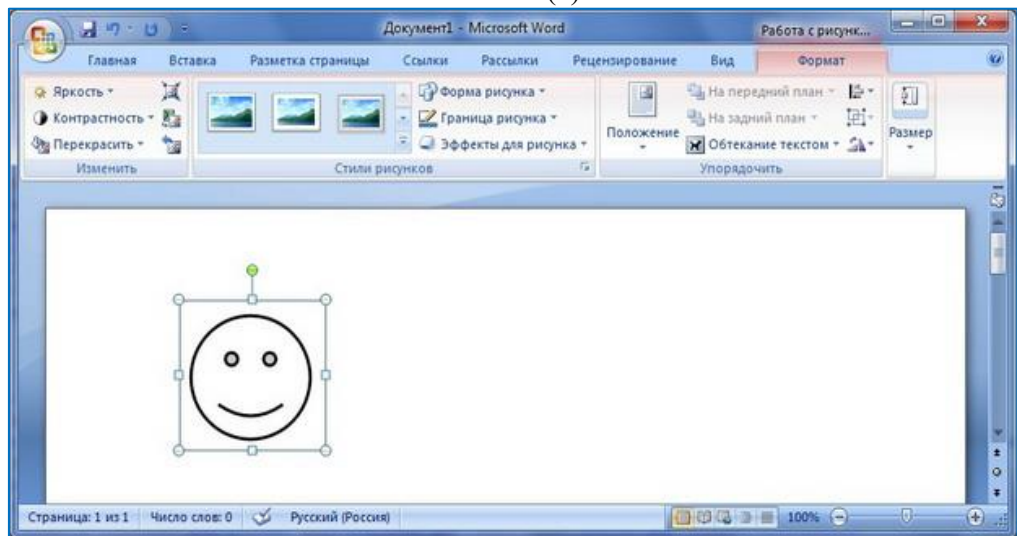 Документ1 - Microsoft Word
Работа с рисунк...
Главная Вставка Разметка страницы Ссылки Рассылки Рецензирование Вид Формат
Яркость Форма рисунка На передний план
Контрастность Граница рисунка Положение На задний план Размер
Перекрасить Эффекты для рисунка Обтекание текстом
Изменить Стили рисунков Упорядочить
Страница: 1 из 1 Число слов: 0 Русский (Россия) 100%